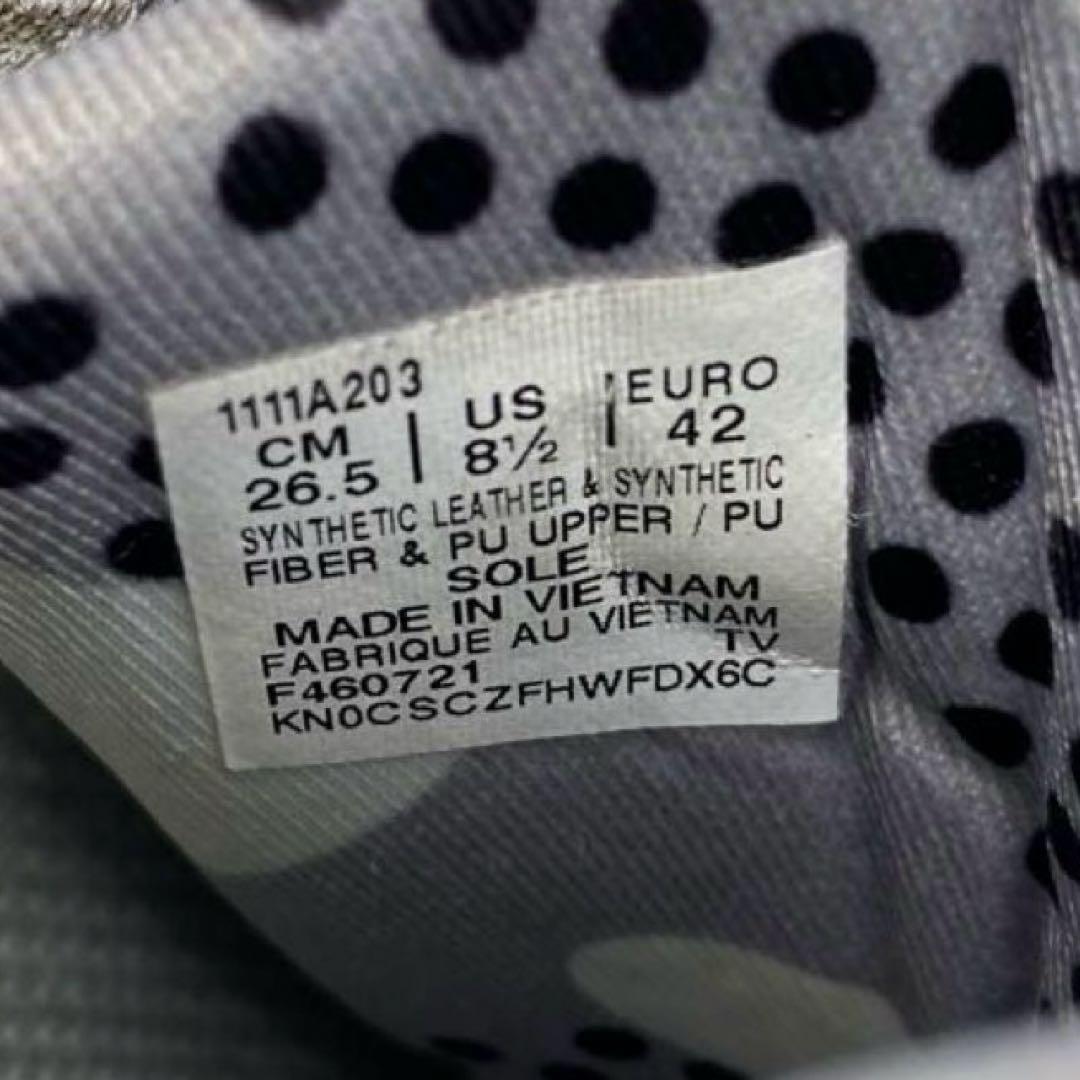 1111A203
CM | US | EURO
26.5 | 8½ | 42
SYNTHETIC LEATHER & SYNTHETIC
FIBER & PU UPPER / PU
SOLE
MADE IN VIETNAM
FABRIQUE AU VIETNAM
F460721 TV
KN0CSCZFHWFDX6C